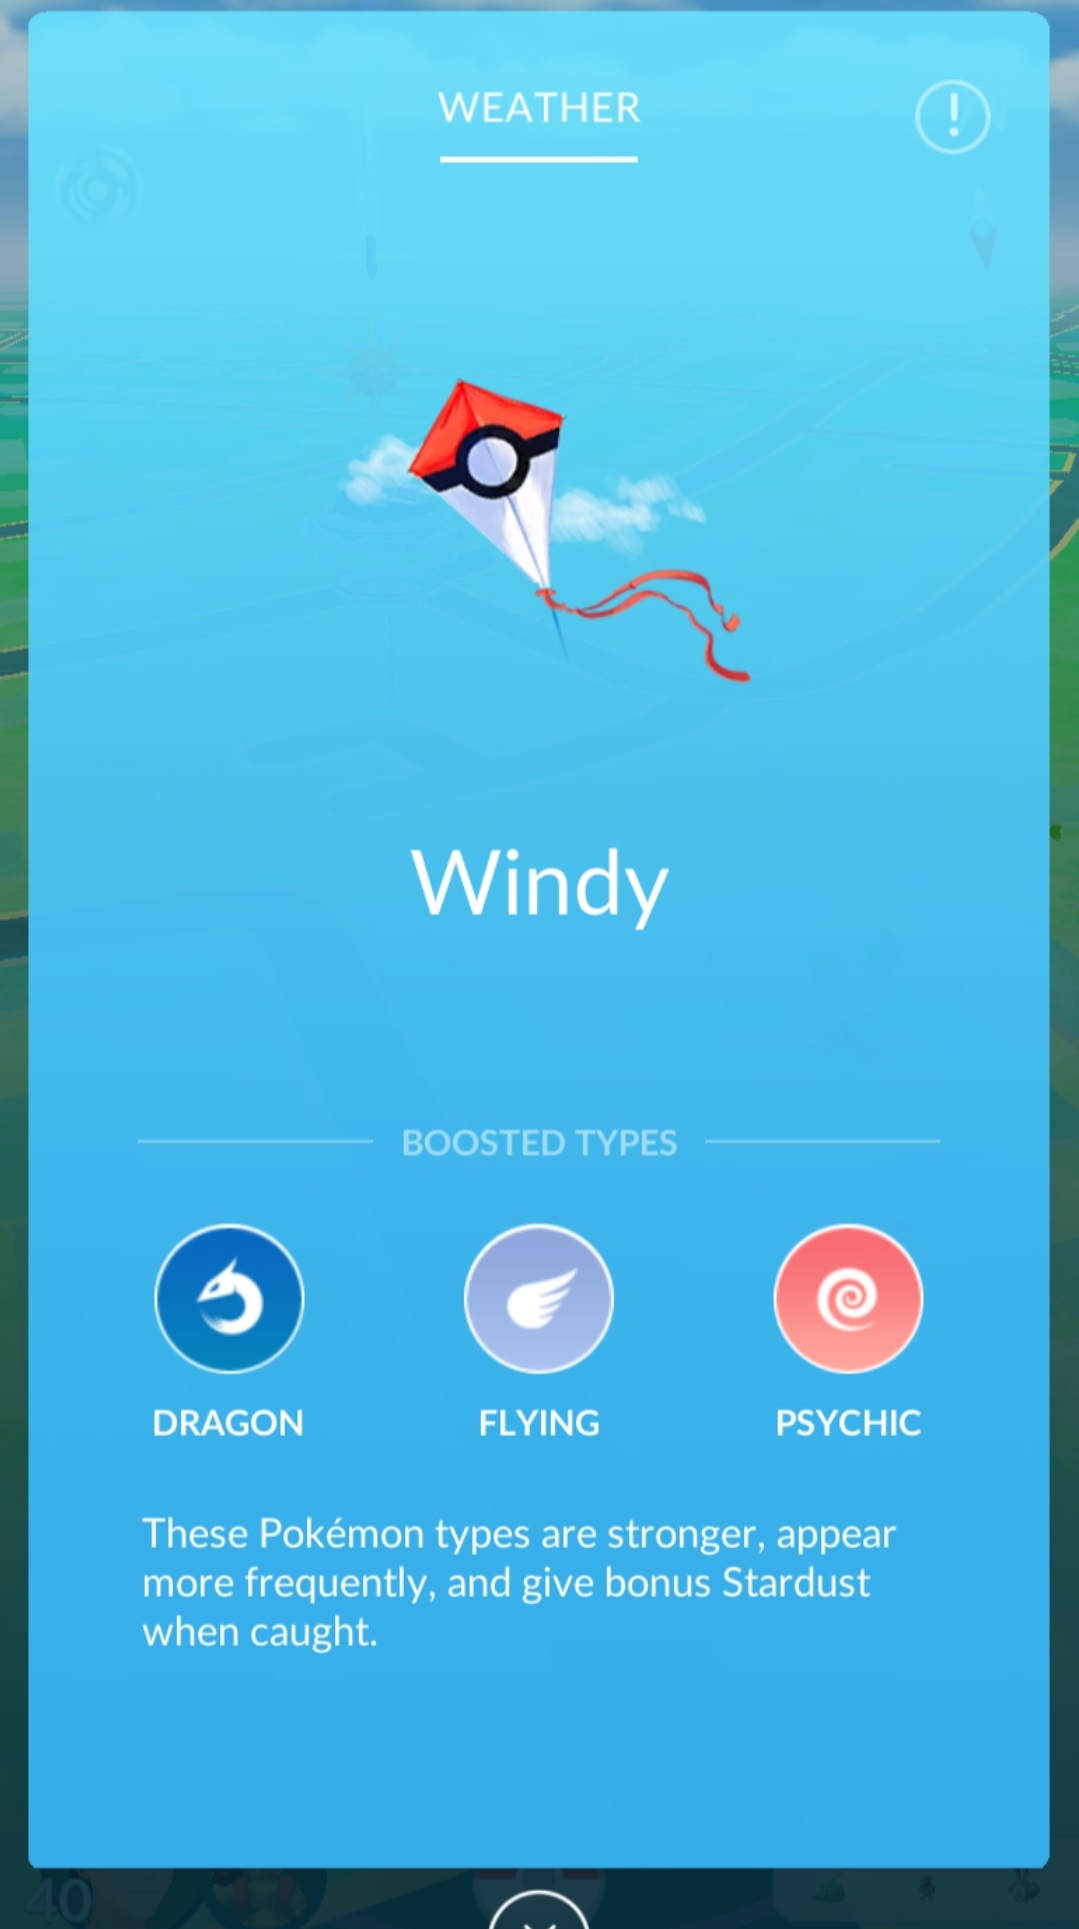 WEATHER
!
Windy
BOOSTED TYPES
DRAGON
FLYING
PSYCHIC
These Pokémon types are stronger, appear
more frequently, and give bonus Stardust
when caught.
40